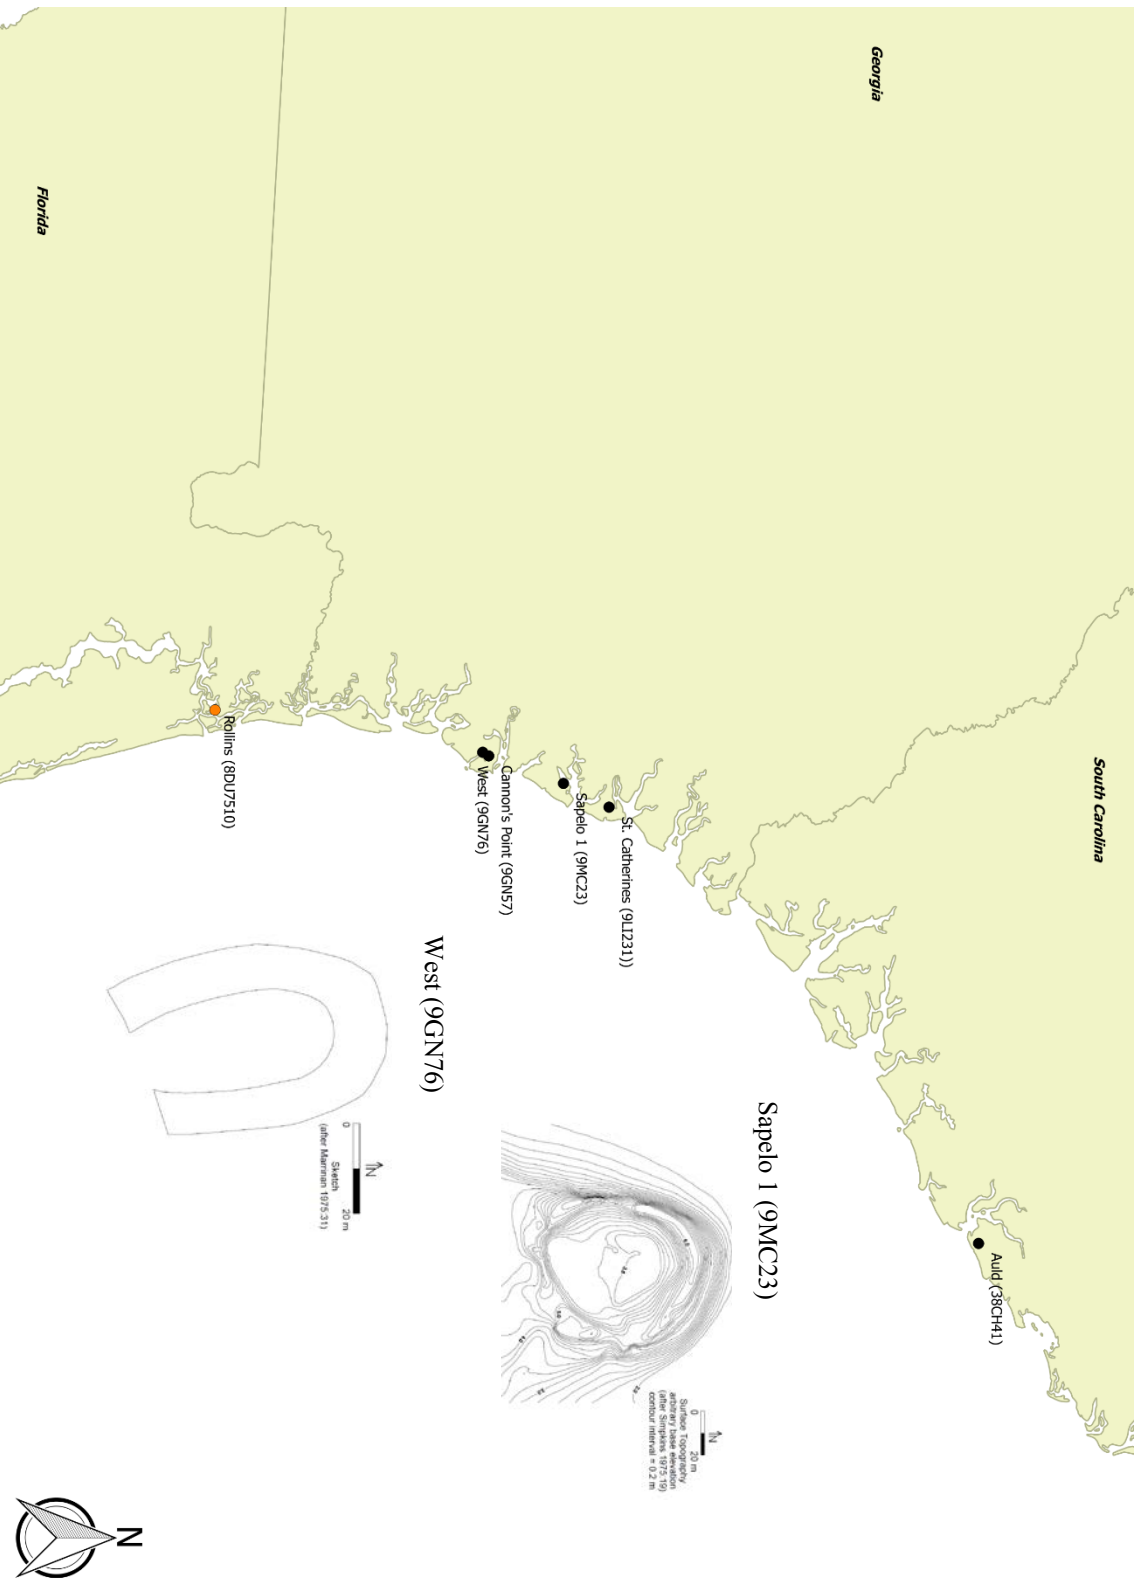 Georgia
Florida
South Carolina
Auld (38CH41)
St. Catherines (9LI231))
Sapelo 1 (9MC23)
Cannon's Point (9GN57)
West (9GN76)
Rollins (8DU7510)
Sapelo 1 (9MC23)
N
0 20 m
Surface Topography
arbitrary base elevation
(after Simpkins 1975:19)
contour interval = 0.2 m
West (9GN76)
N
0 20 m
Sketch
(after Marrinan 1975:31)
N